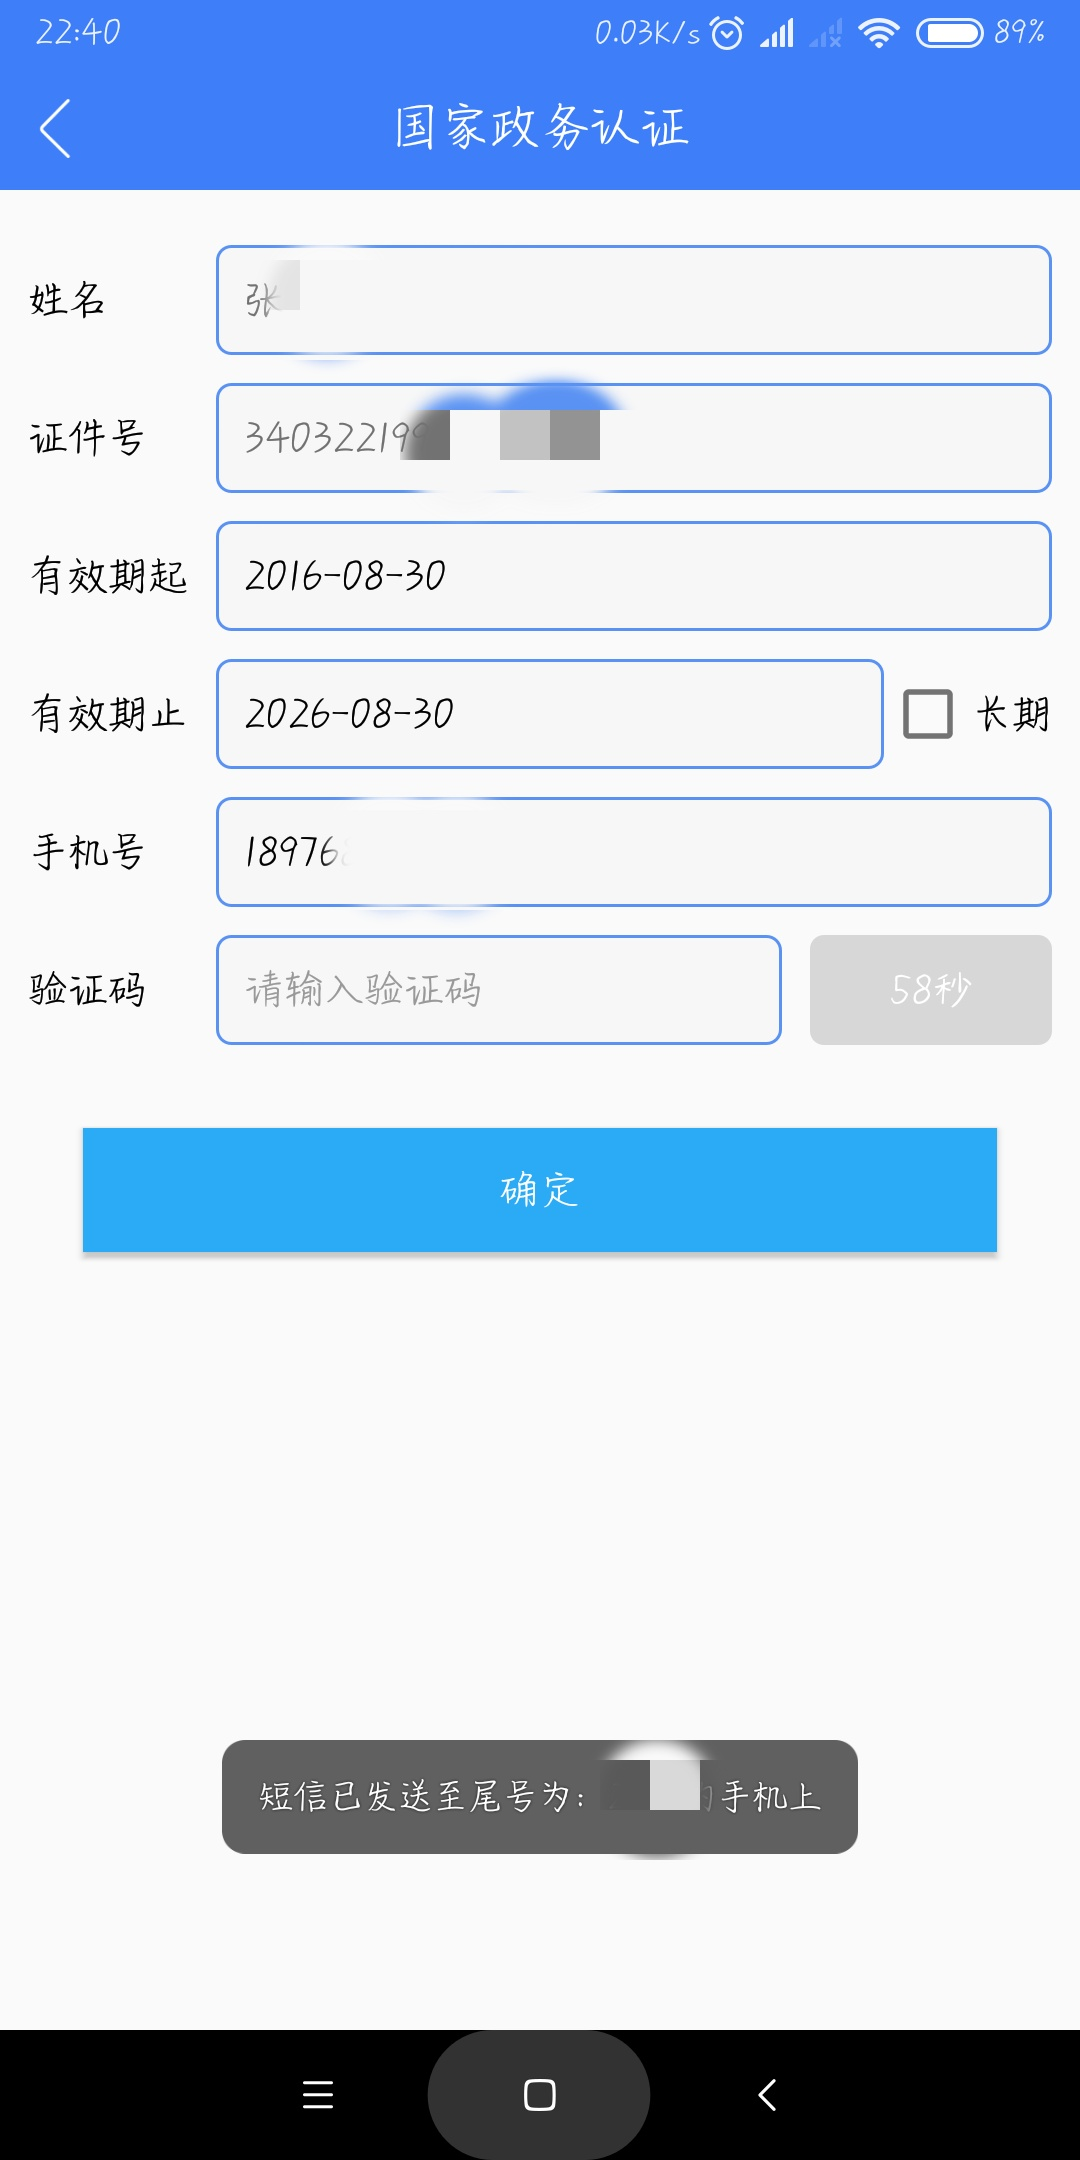 22:40 0.03K/s 89%
国家政务认证
姓名 张
证件号 34032219
有效期起 2016-08-30
有效期止 2026-08-30 长期
手机号 18976
验证码 请输入验证码 58秒
确定
短信已发送至尾号为: 手机上